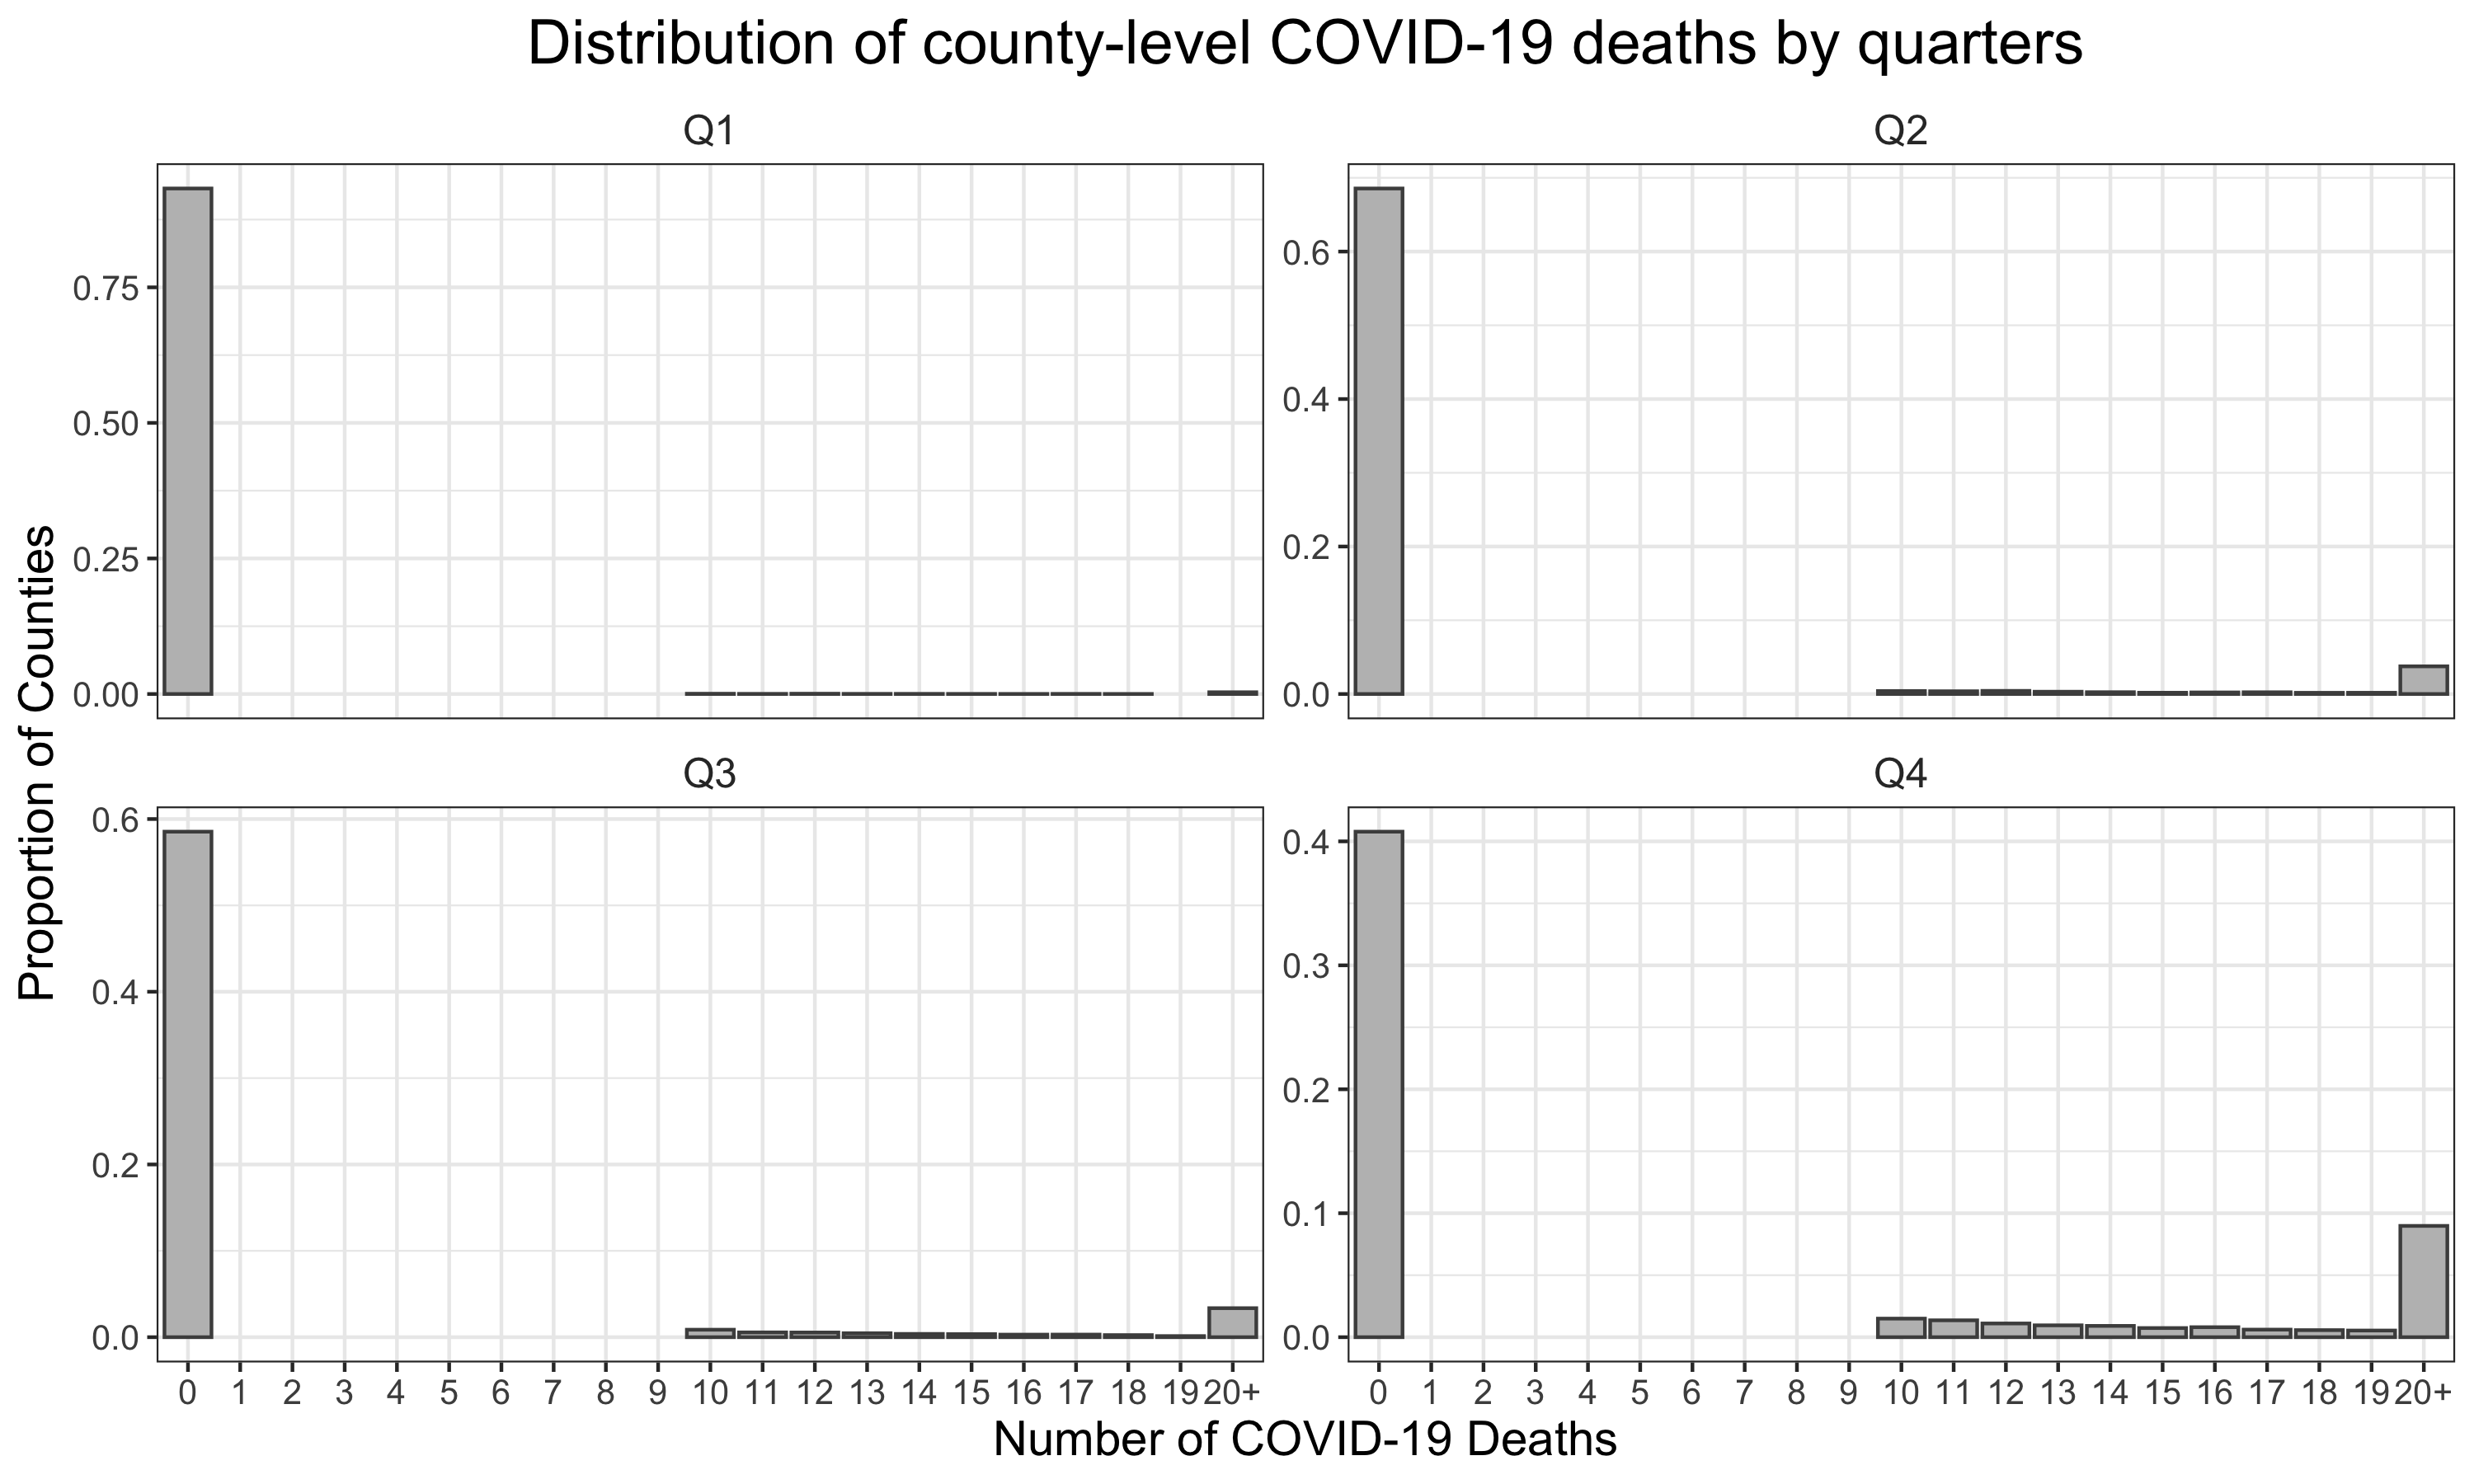 Distribution of county-level COVID-19 deaths by quarters
Q1
Q2
0.75
0.50
0.25
0.00
0.6
0.4
0.2
0.0
Proportion of Counties
Q3
Q4
0.6
0.4
0.2
0.0
0.4
0.3
0.2
0.1
0.0
0 1 2 3 4 5 6 7 8 9 10 11 12 13 14 15 16 17 18 19 20+
0 1 2 3 4 5 6 7 8 9 10 11 12 13 14 15 16 17 18 19 20+
Number of COVID-19 Deaths